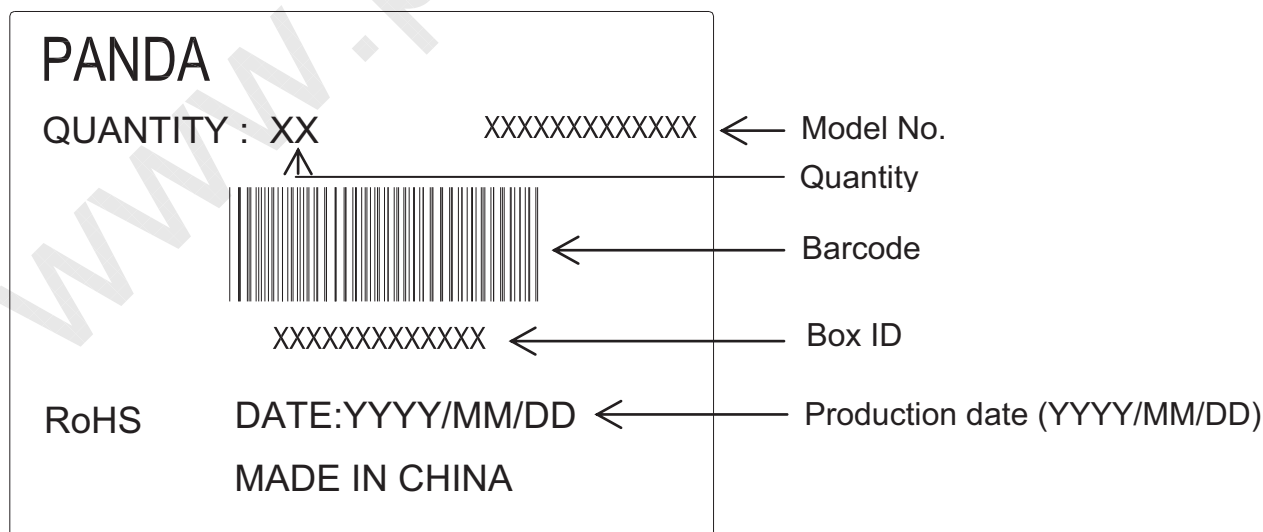 PANDA
QUANTITY : XX XXXXXXXXXXXXX Model No.
Quantity
Barcode
XXXXXXXXXXXXX Box ID
RoHS DATE:YYYY/MM/DD Production date (YYYY/MM/DD)
MADE IN CHINA
www.p